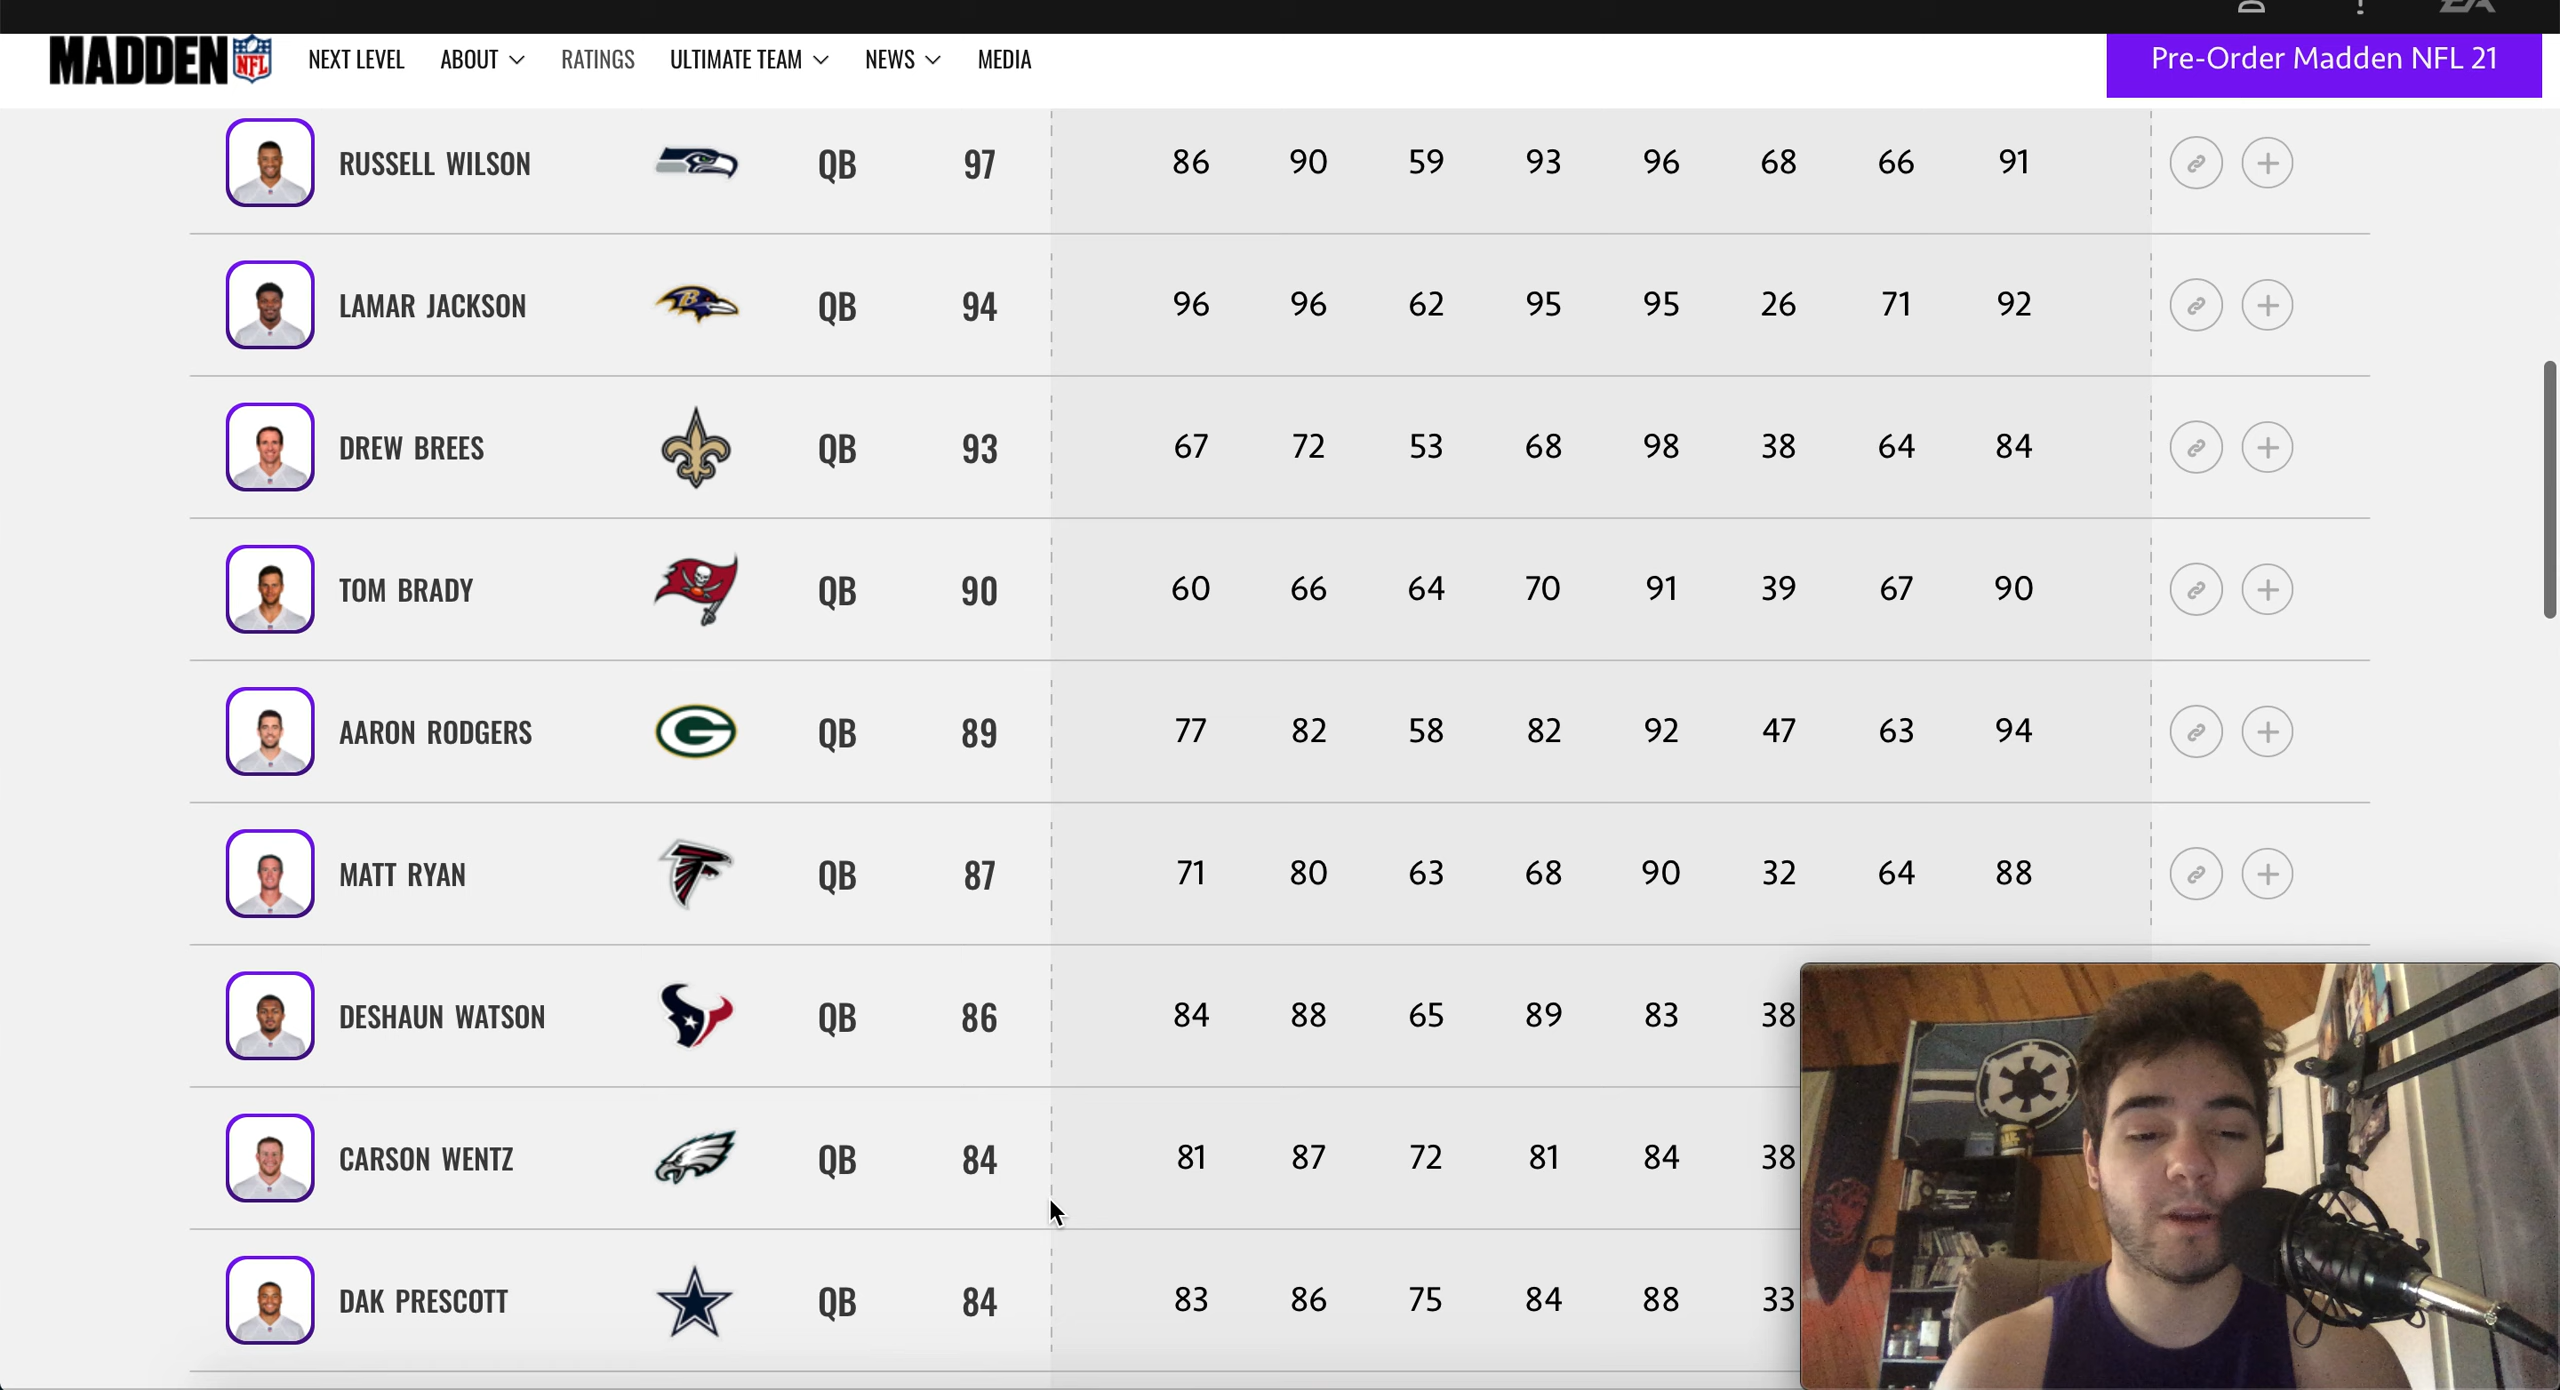 MADDEN NFL NEXT LEVEL ABOUT RATINGS ULTIMATE TEAM NEWS MEDIA Pre-Order Madden NFL 21
RUSSELL WILSON QB 97 86 90 59 93 96 68 66 91
LAMAR JACKSON B QB 94 96 96 62 95 95 26 71 92
DREW BREES QB 93 67 72 53 68 98 38 64 84
TOM BRADY QB 90 60 66 64 70 91 39 67 90
AARON RODGERS G QB 89 77 82 58 82 92 47 63 94
MATT RYAN QB 87 71 80 63 68 90 32 64 88
DESHAUN WATSON QB 86 84 88 65 89 83 38
CARSON WENTZ QB 84 81 87 72 81 84 38
DAK PRESCOTT QB 84 83 86 75 84 88 33